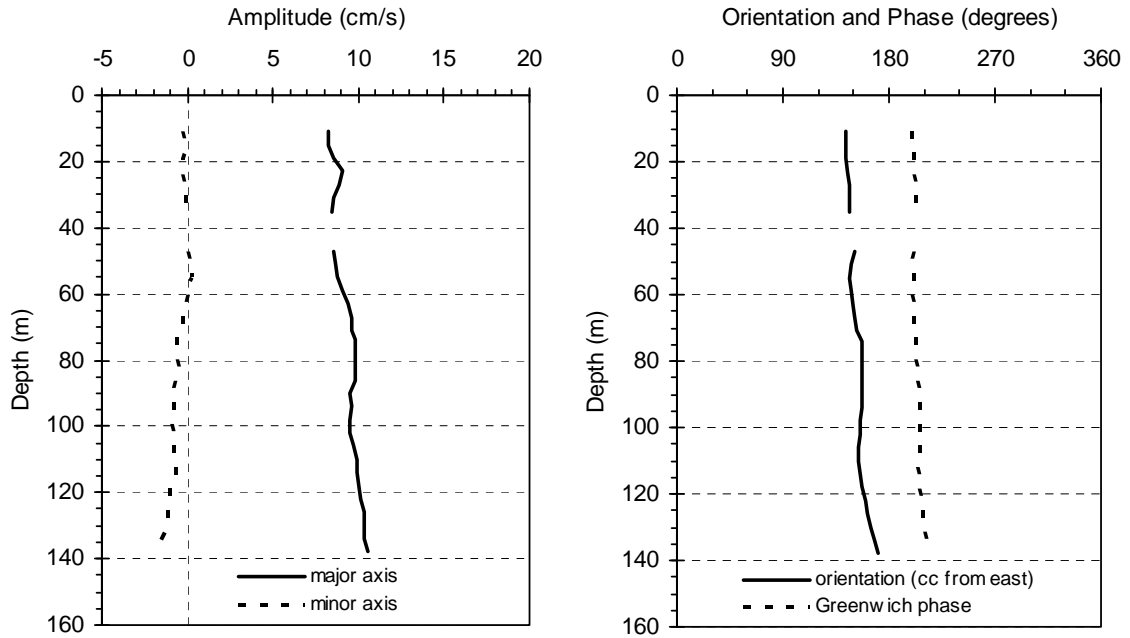 Amplitude (cm/s)
-5 0 5 10 15 20
0
20
40
60
80
100
120
140
160
Depth (m)
major axis
minor axis
Orientation and Phase (degrees)
0 90 180 270 360
0
20
40
60
80
100
120
140
160
Depth (m)
orientation (cc from east)
Greenwich phase